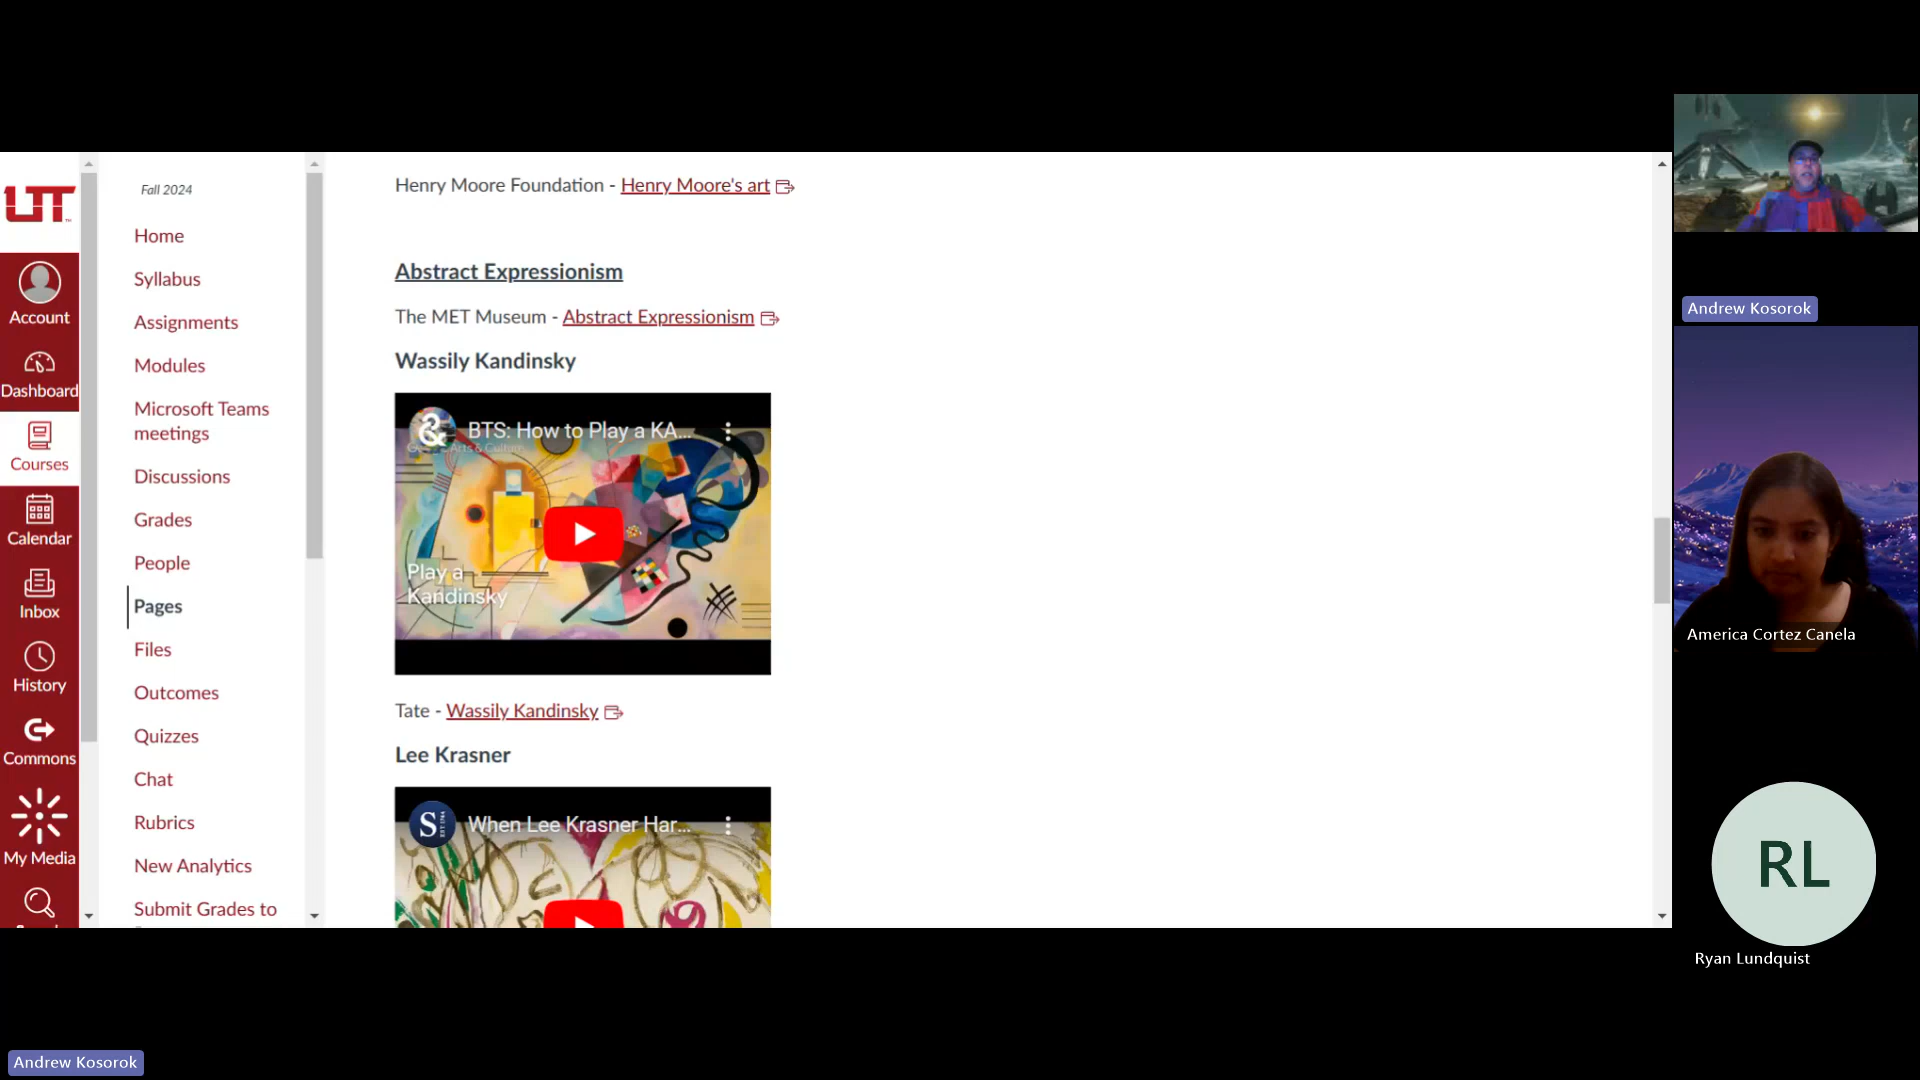 UT
Account
Dashboard
Courses
Calendar
Inbox
History
Commons
My Media
Fall 2024
Home
Syllabus
Assignments
Modules
Microsoft Teams
meetings
Discussions
Grades
People
Pages
Files
Outcomes
Quizzes
Chat
Rubrics
New Analytics
Submit Grades to
Henry Moore Foundation - Henry Moore's art
Abstract Expressionism
The MET Museum - Abstract Expressionism
Wassily Kandinsky
BTS: How to Play a KA...
Arts & Culture
Play a
Kandinsky
Tate - Wassily Kandinsky
Lee Krasner
S
When Lee Krasner Har...
Andrew Kosorok
America Cortez Canela
RL
Ryan Lundquist
Andrew Kosorok